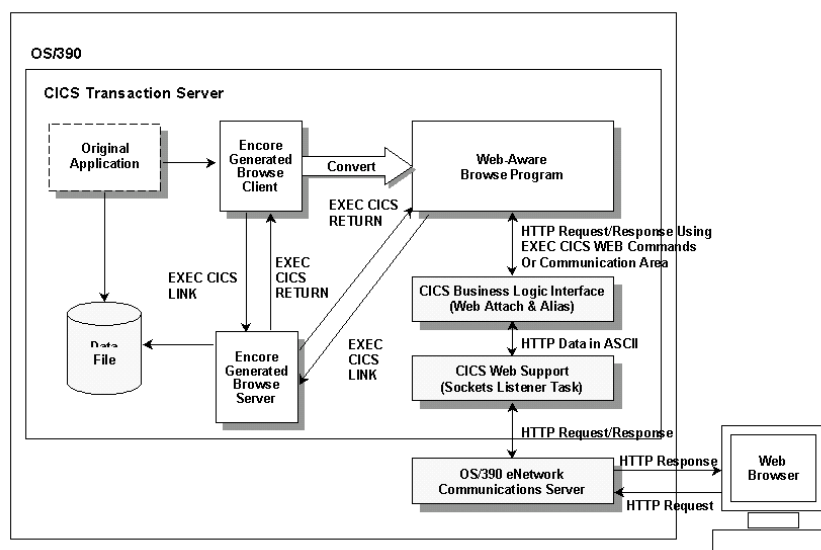 OS/390
CICS Transaction Server
Original
Application
Encore
Generated
Browse
Client
Convert
Web-Aware
Browse Program
EXEC CICS
RETURN
HTTP Request/Response Using
EXEC CICS WEB Commands
Or Communication Area
EXEC CICS
LINK
EXEC
CICS
RETURN
CICS Business Logic Interface
(Web Attach & Alias)
Data
File
Encore
Generated
Browse
Server
EXEC
CICS
LINK
HTTP Data in ASCII
CICS Web Support
(Sockets Listener Task)
HTTP Request/Response
OS/390 eNetwork
Communications Server
HTTP Response
HTTP Request
Web
Browser